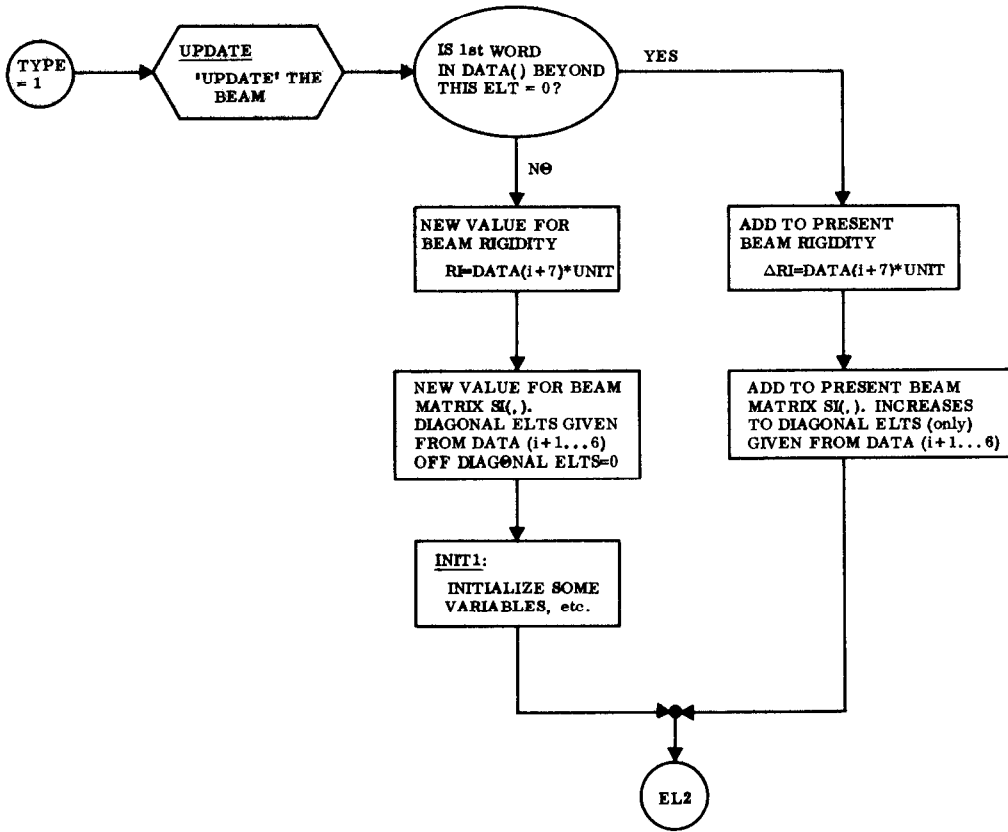 TYPE
= 1
UPDATE
'UPDATE' THE
BEAM
IS 1st WORD
IN DATA() BEYOND
THIS ELT = 0?
YES
NΘ
NEW VALUE FOR
BEAM RIGIDITY
RI=DATA(i+7)*UNIT
ADD TO PRESENT
BEAM RIGIDITY
ΔRI=DATA(i+7)*UNIT
NEW VALUE FOR BEAM
MATRIX SI(,).
DIAGONAL ELTS GIVEN
FROM DATA (i+1...6)
OFF DIAGΘNAL ELTS=0
ADD TO PRESENT BEAM
MATRIX SI(,). INCREASES
TO DIAGONAL ELTS (only)
GIVEN FROM DATA (i+1...6)
INIT1:
INITIALIZE SOME
VARIABLES, etc.
EL2